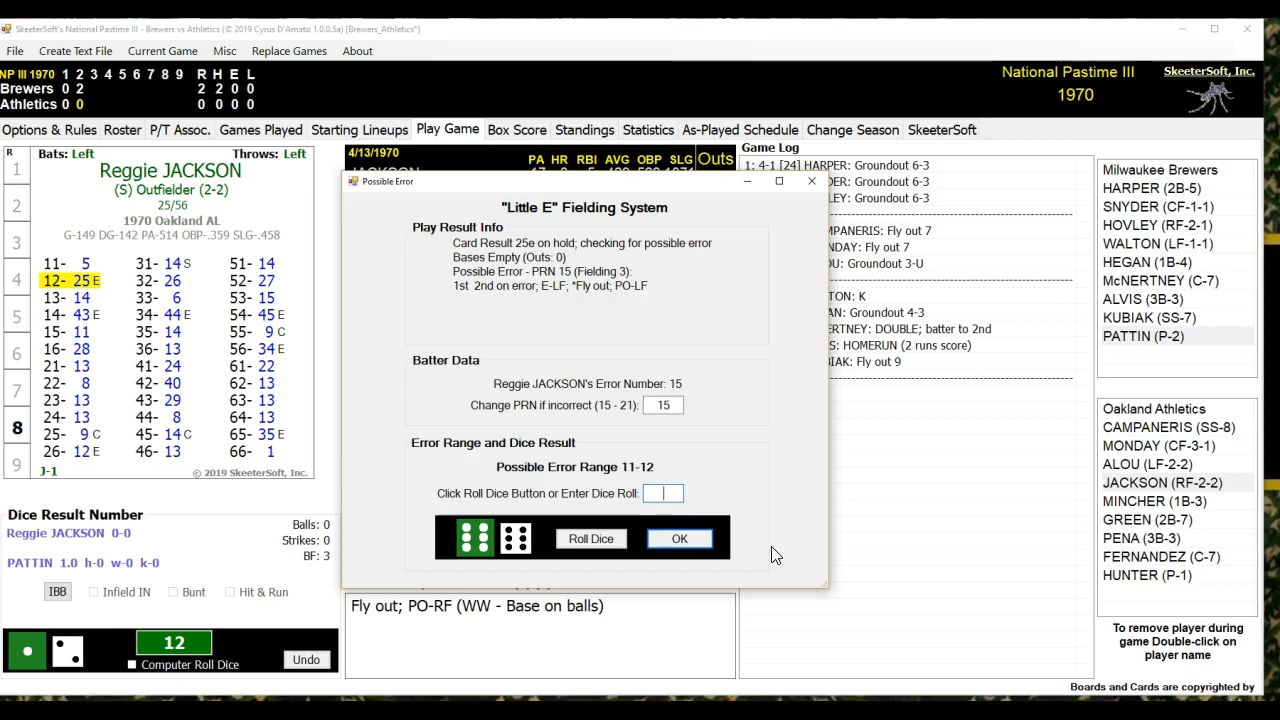 SkeeterSoft's National Pastime III - Brewers vs Athletics (© 2019 Cyrus D'Amato 1.0.0.5a) [Brewers_Athletics*]
File Create Text File Current Game Misc Replace Games About
NP III 1970 1 2 3 4 5 6 7 8 9 R H E L
Brewers 0 2 2 2 0 0
Athletics 0 0 0 0 0 0
National Pastime III
1970
SkeeterSoft, Inc.
Options & Rules Roster P/T Assoc. Games Played Starting Lineups Play Game Box Score Standings Statistics As-Played Schedule Change Season SkeeterSoft
R
1
2
3
4
5
6
7
8
9
Bats: Left Throws: Left
Reggie JACKSON
(S) Outfielder (2-2)
25/56
1970 Oakland AL
G-149 DG-142 PA-514 OBP-.359 SLG-.458
11- 5 31- 14 S 51- 14
12- 25 E 32- 26 52- 27
13- 14 33- 6 53- 15
14- 43 E 34- 44 E 54- 45 E
15- 11 35- 14 55- 9 C
16- 28 36- 13 56- 34 E
21- 13 41- 24 61- 22
22- 8 42- 40 62- 13
23- 13 43- 29 63- 13
24- 13 44- 8 64- 13
25- 9 C 45- 14 C 65- 35 E
26- 12 E 46- 13 66- 1
J-1 © 2019 SkeeterSoft, Inc.
Dice Result Number
Reggie JACKSON 0-0
PATTIN 1.0 h-0 w-0 k-0
Balls: 0
Strikes: 0
BF: 3
IBB Infield IN Bunt Hit & Run
12
Computer Roll Dice
Undo
4/13/1970
PA HR RBI AVG OBP SLG Outs
Possible Error
"Little E" Fielding System
Play Result Info
Card Result 25e on hold; checking for possible error
Bases Empty (Outs: 0)
Possible Error - PRN 15 (Fielding 3):
1st 2nd on error; E-LF; *Fly out; PO-LF
Batter Data
Reggie JACKSON's Error Number: 15
Change PRN if incorrect (15 - 21): 15
Error Range and Dice Result
Possible Error Range 11-12
Click Roll Dice Button or Enter Dice Roll:
Roll Dice OK
Fly out; PO-RF (WW - Base on balls)
Game Log
1: 4-1 [24] HARPER: Groundout 6-3
DER: Groundout 6-3
LEY: Groundout 6-3
MPANERIS: Fly out 7
NDAY: Fly out 7
OU: Groundout 3-U
TON: K
AN: Groundout 4-3
ERTNEY: DOUBLE; batter to 2nd
S: HOMERUN (2 runs score)
BIAK: Fly out 9
Milwaukee Brewers
HARPER (2B-5)
SNYDER (CF-1-1)
HOVLEY (RF-2-1)
WALTON (LF-1-1)
HEGAN (1B-4)
McNERTNEY (C-7)
ALVIS (3B-3)
KUBIAK (SS-7)
PATTIN (P-2)
Oakland Athletics
CAMPANERIS (SS-8)
MONDAY (CF-3-1)
ALOU (LF-2-2)
JACKSON (RF-2-2)
MINCHER (1B-3)
GREEN (2B-7)
PENA (3B-3)
FERNANDEZ (C-7)
HUNTER (P-1)
To remove player during
game Double-click on
player name
Boards and Cards are copyrighted by